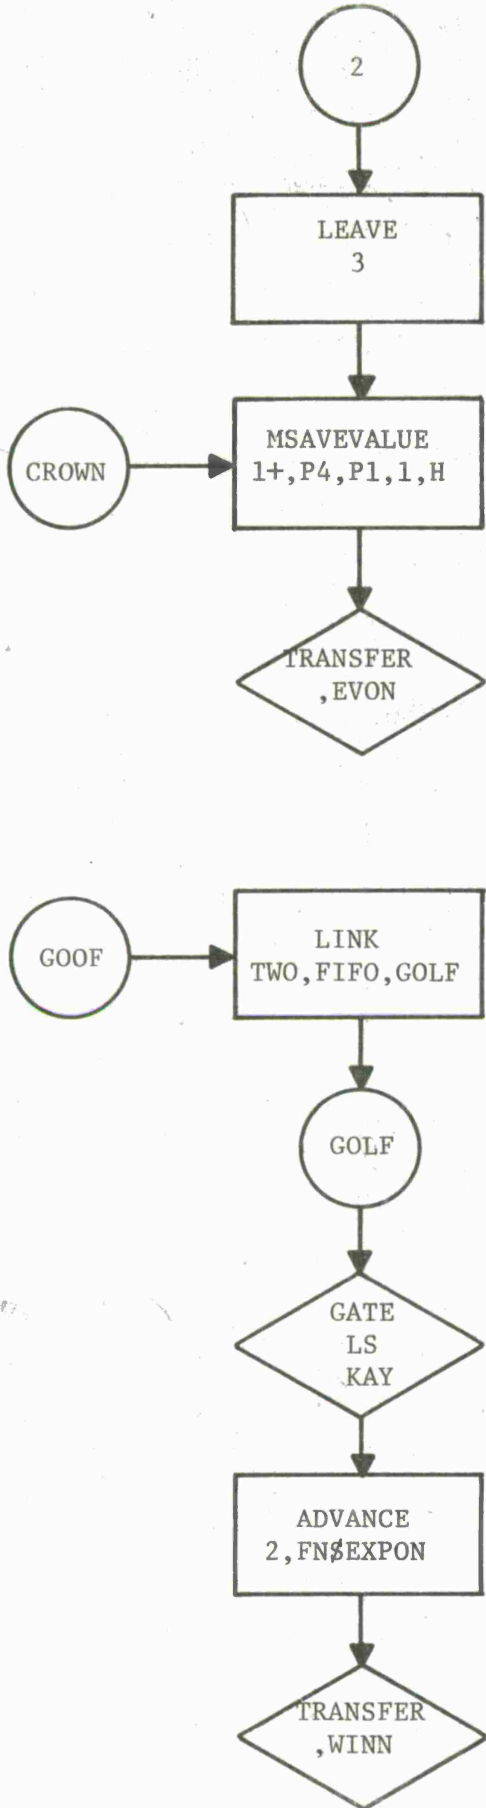 2
LEAVE
3
CROWN
MSAVEVALUE
1+,P4,P1,1,H
TRANSFER
,EVON
GOOF
LINK
TWO,FIFO,GOLF
GOLF
GATE
LS
KAY
ADVANCE
2,FN$EXPON
TRANSFER
,WINN